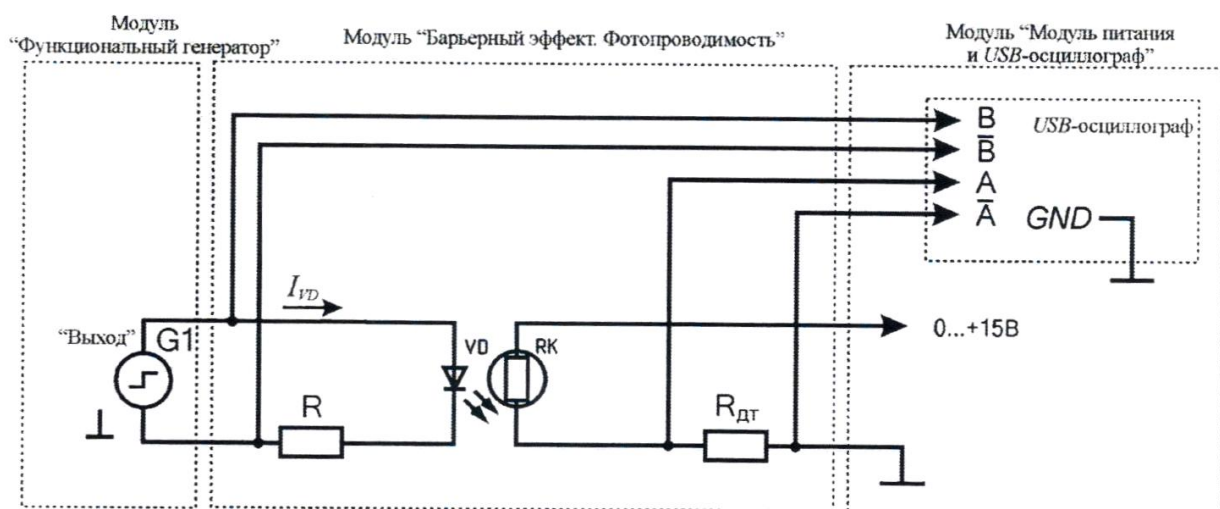 Модуль
“Функциональный генератор”
Модуль “Барьерный эффект. Фотопроводимость”
Модуль “Модуль питания
и USB-осциллограф”
B
USB-осциллограф
B̅
A
A̅
GND
I_VD
“Выход”
G1
VD
RK
0...+15В
R
R_ДТ